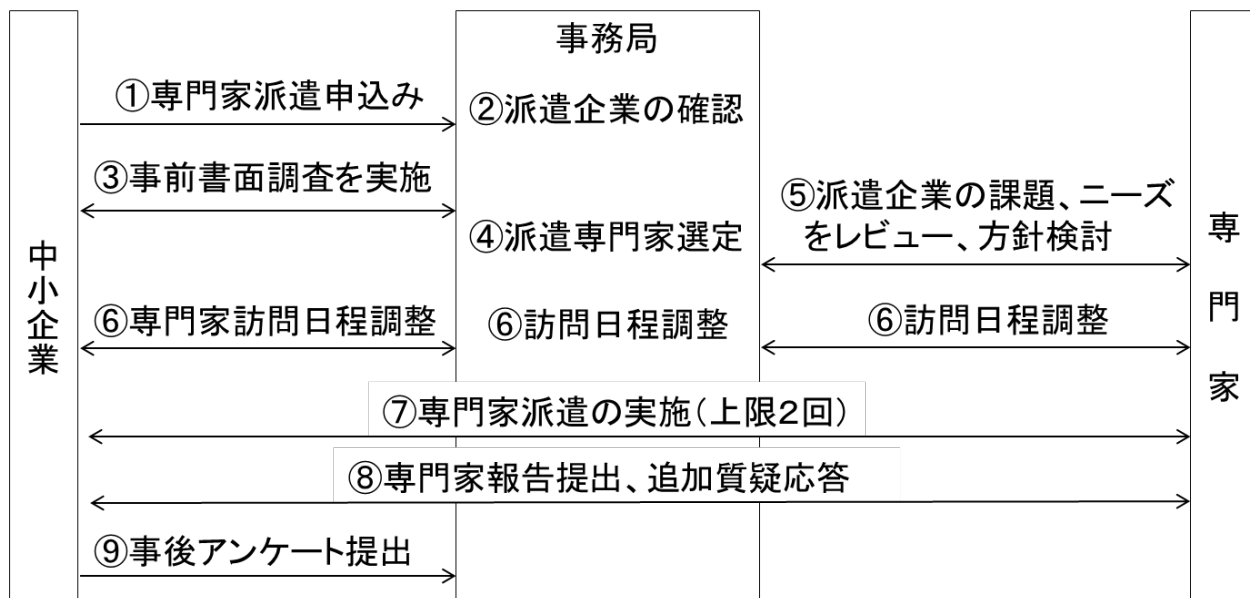 事務局
①専門家派遣申込み
②派遣企業の確認
③事前書面調査を実施
④派遣専門家選定
⑤派遣企業の課題、ニーズ
をレビュー、方針検討
中小企業
専門家
⑥専門家訪問日程調整
⑥訪問日程調整
⑥訪問日程調整
⑦専門家派遣の実施（上限２回）
⑧専門家報告提出、追加質疑応答
⑨事後アンケート提出